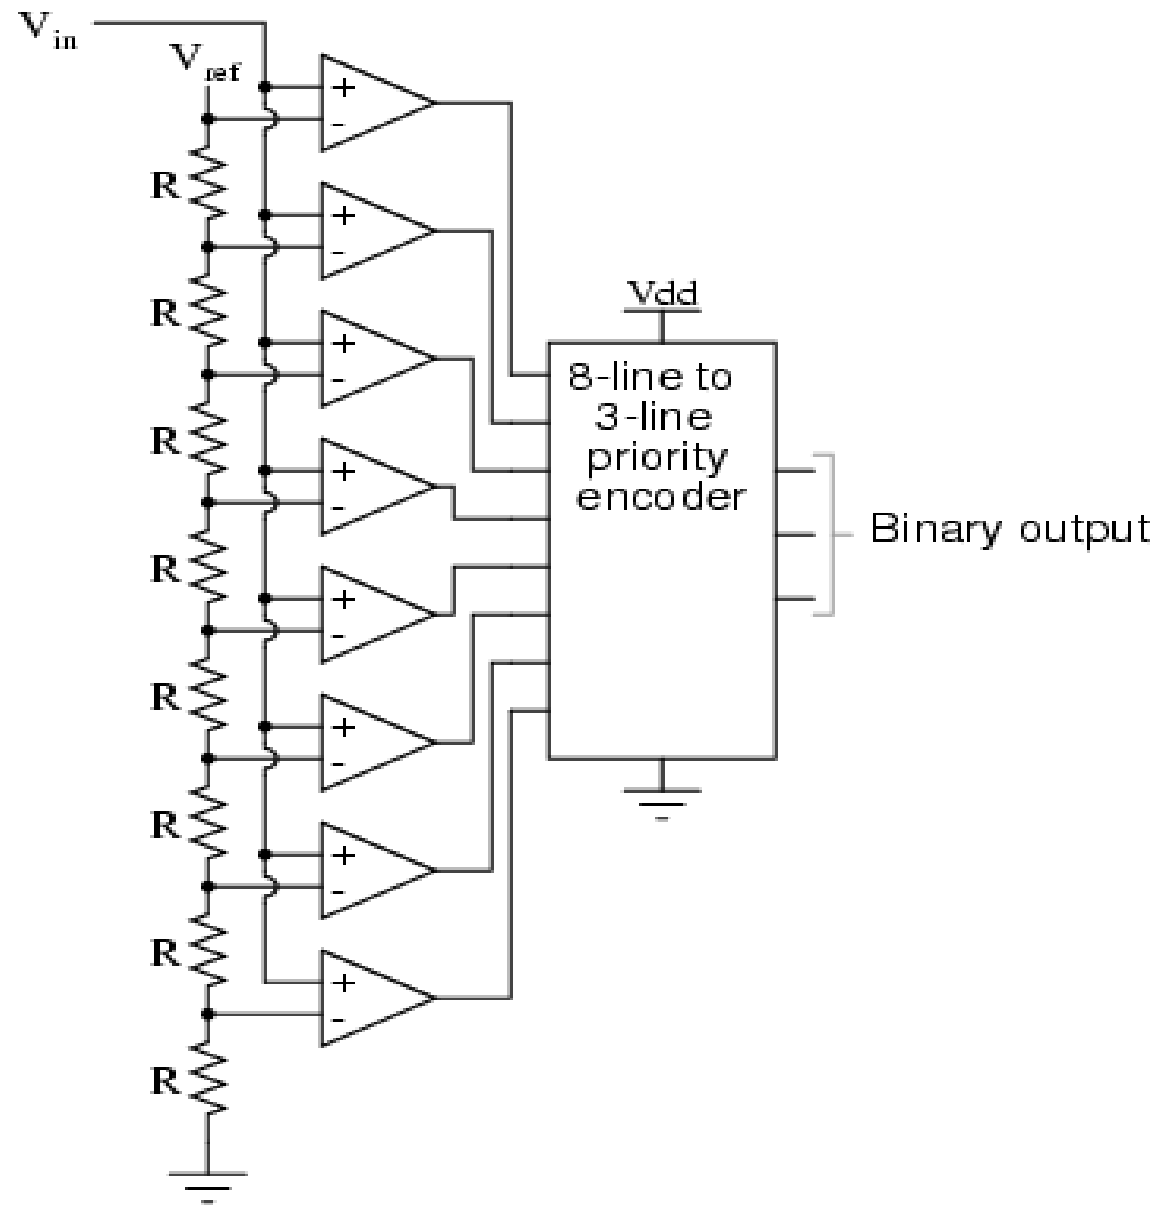 Vin
Vref
+
-
R
+
-
R
+
-
R
+
-
R
+
-
R
+
-
R
+
-
R
+
-
R
Vdd
8-line to
3-line
priority
encoder
Binary output